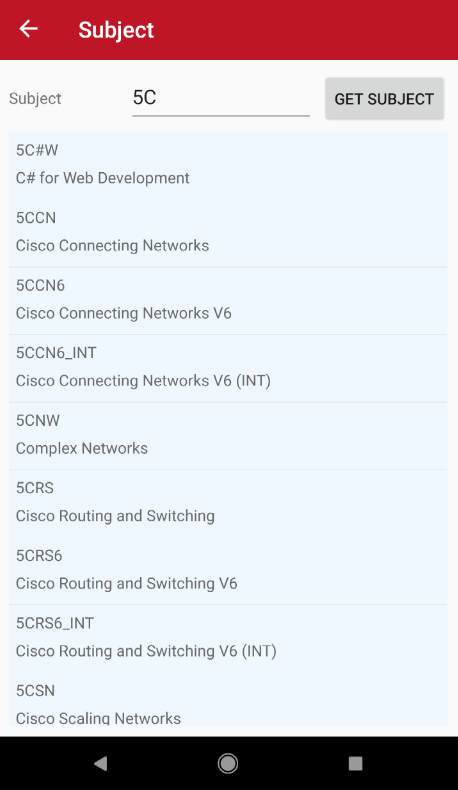 Subject
Subject 5C GET SUBJECT
5C#W
C# for Web Development
5CCN
Cisco Connecting Networks
5CCN6
Cisco Connecting Networks V6
5CCN6_INT
Cisco Connecting Networks V6 (INT)
5CNW
Complex Networks
5CRS
Cisco Routing and Switching
5CRS6
Cisco Routing and Switching V6
5CRS6_INT
Cisco Routing and Switching V6 (INT)
5CSN
Cisco Scaling Networks